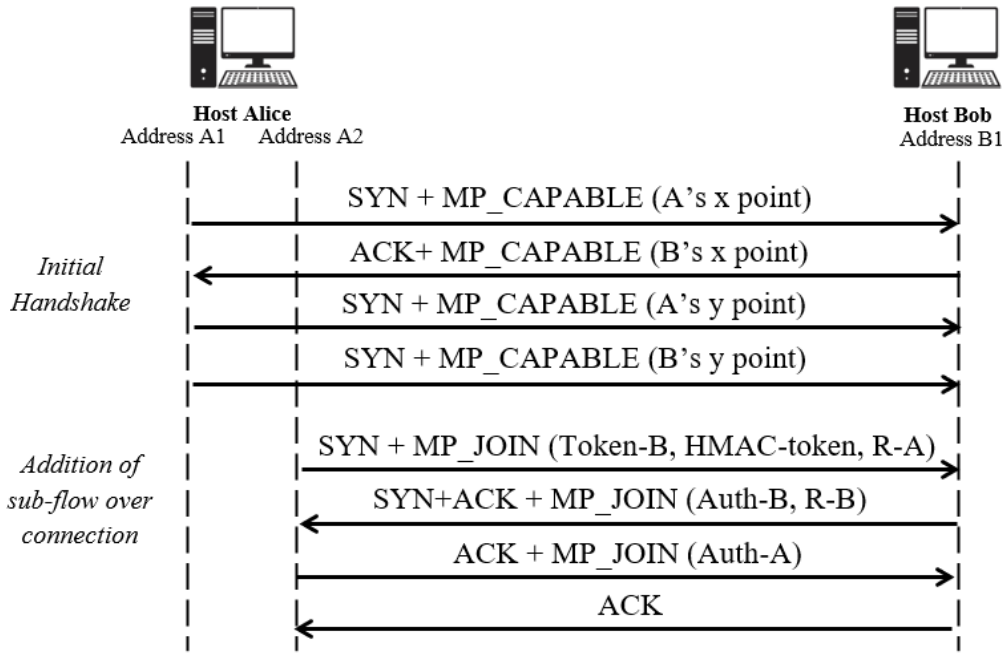 Host Alice
Host Bob
Address A1
Address A2
Address B1
SYN + MP_CAPABLE (A’s x point)
ACK+ MP_CAPABLE (B’s x point)
Initial
Handshake
SYN + MP_CAPABLE (A’s y point)
SYN + MP_CAPABLE (B’s y point)
SYN + MP_JOIN (Token-B, HMAC-token, R-A)
Addition of
sub-flow over
connection
SYN+ACK + MP_JOIN (Auth-B, R-B)
ACK + MP_JOIN (Auth-A)
ACK